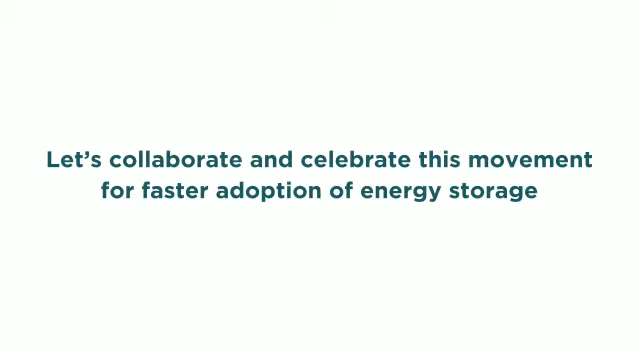 Let’s collaborate and celebrate this movement
for faster adoption of energy storage